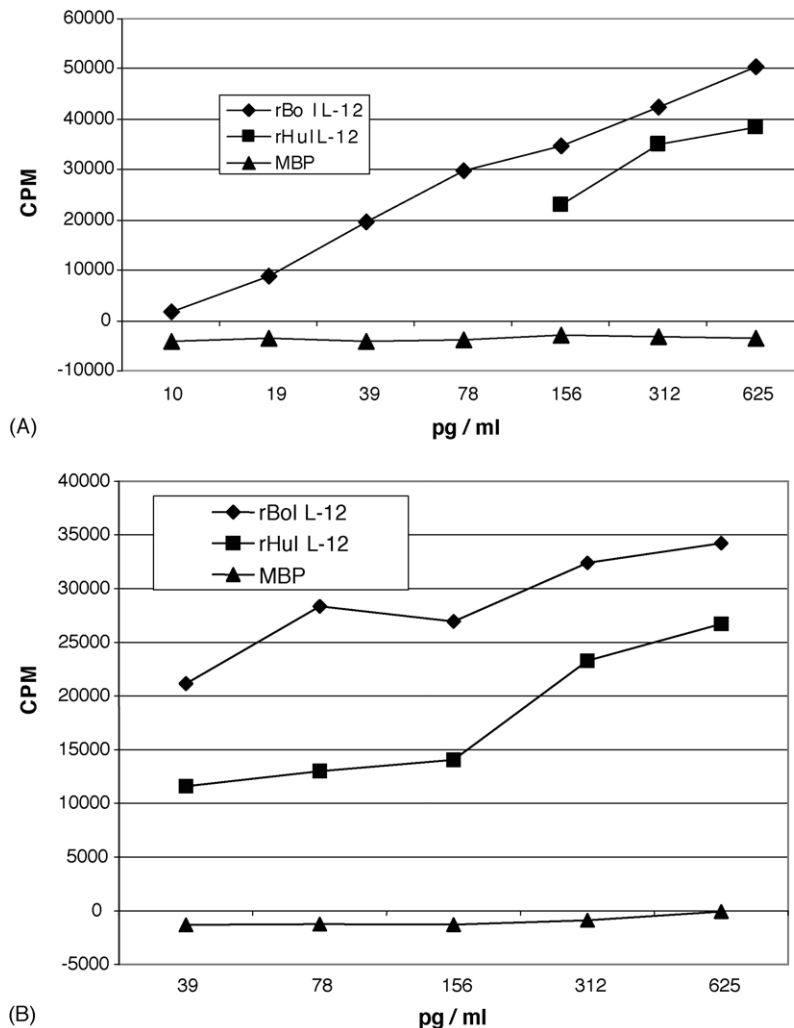 60000
50000
40000
30000
20000
10000
0
-10000
CPM
rBo IL-12
rHuIL-12
MBP
10 19 39 78 156 312 625
pg / ml
(A)
40000
35000
30000
25000
20000
15000
10000
5000
0
-5000
CPM
rBoI L-12
rHuI L-12
MBP
39 78 156 312 625
pg / ml
(B)